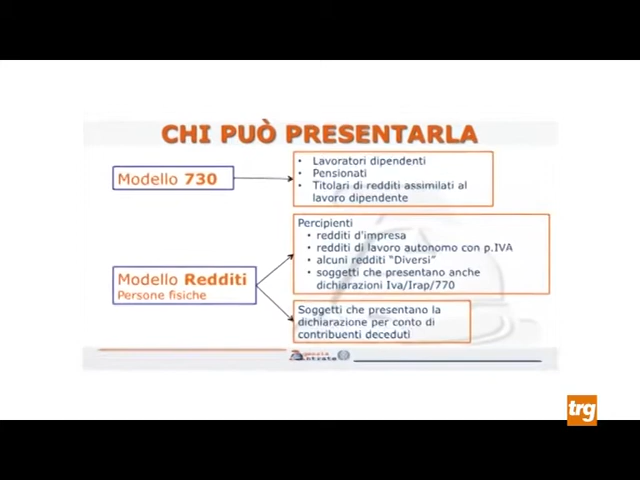 CHI PUÒ PRESENTARLA
Modello 730
• Lavoratori dipendenti
• Pensionati
• Titolari di redditi assimilati al
lavoro dipendente
Modello Redditi
Persone fisiche
Percipienti
• redditi d'impresa
• redditi di lavoro autonomo con p.IVA
• alcuni redditi “Diversi”
• soggetti che presentano anche
dichiarazioni Iva/Irap/770
Soggetti che presentano la
dichiarazione per conto di
contribuenti deceduti
genzia
ntrate
trg